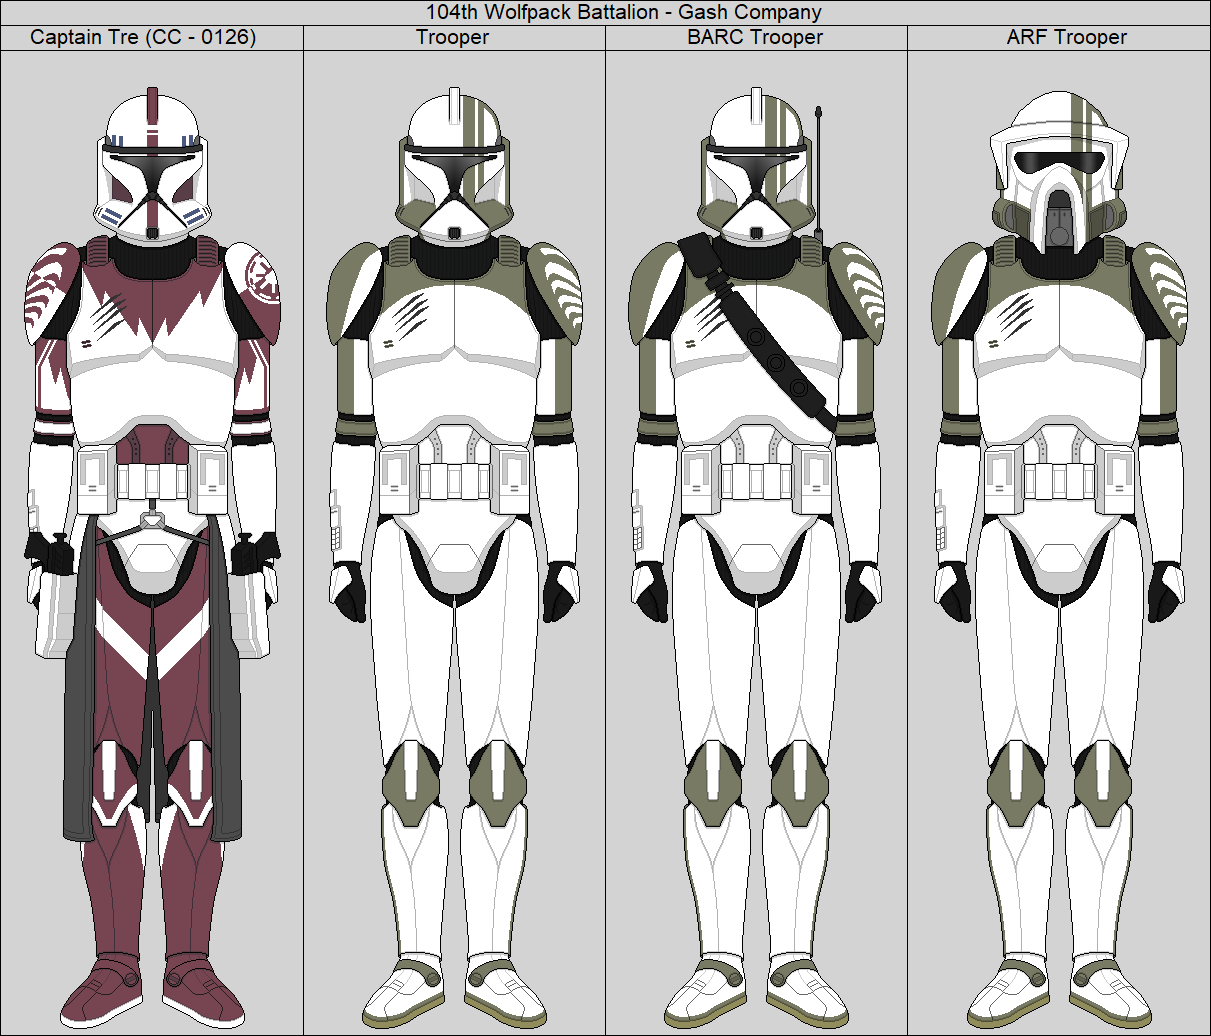 104th Wolfpack Battalion - Gash Company
Captain Tre (CC - 0126)
Trooper
BARC Trooper
ARF Trooper